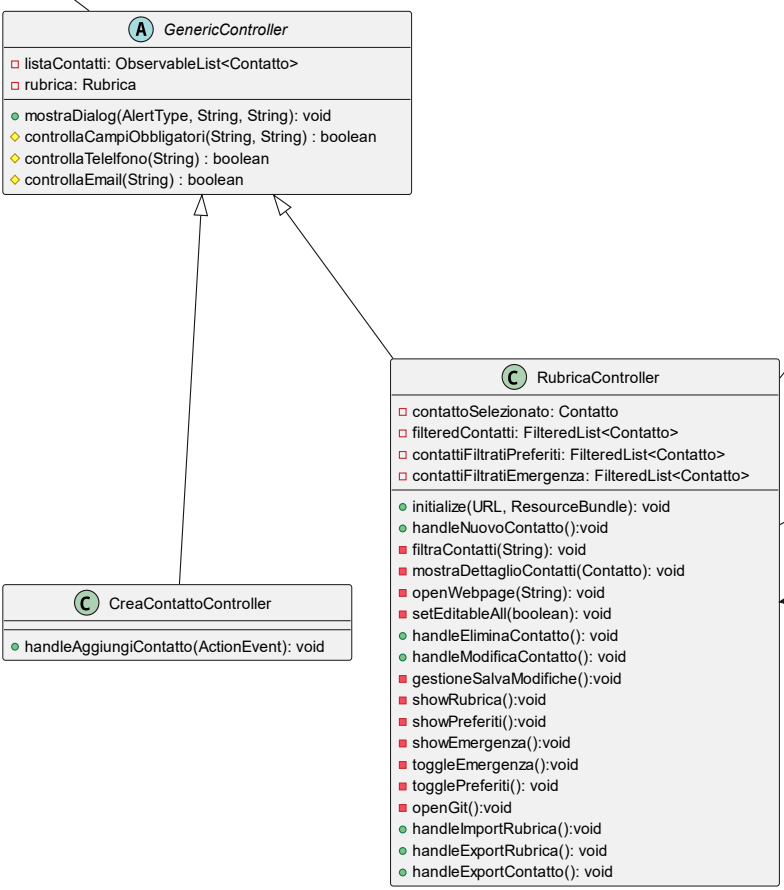 A GenericController
listaContatti: ObservableList<Contatto>
rubrica: Rubrica
mostraDialog(AlertType, String, String): void
controllaCampiObbligatori(String, String) : boolean
controllaTelelfono(String) : boolean
controllaEmail(String) : boolean
C RubricaController
contattoSelezionato: Contatto
filteredContatti: FilteredList<Contatto>
contattiFiltratiPreferiti: FilteredList<Contatto>
contattiFiltratiEmergenza: FilteredList<Contatto>
initialize(URL, ResourceBundle): void
handleNuovoContatto():void
filtraContatti(String): void
mostraDettaglioContatti(Contatto): void
openWebpage(String): void
setEditableAll(boolean): void
handleEliminaContatto(): void
handleModificaContatto(): void
gestioneSalvaModifiche():void
showRubrica():void
showPreferiti():void
showEmergenza():void
toggleEmergenza():void
togglePreferiti(): void
openGit():void
handleImportRubrica():void
handleExportRubrica(): void
handleExportContatto(): void
C CreaContattoController
handleAggiungiContatto(ActionEvent): void